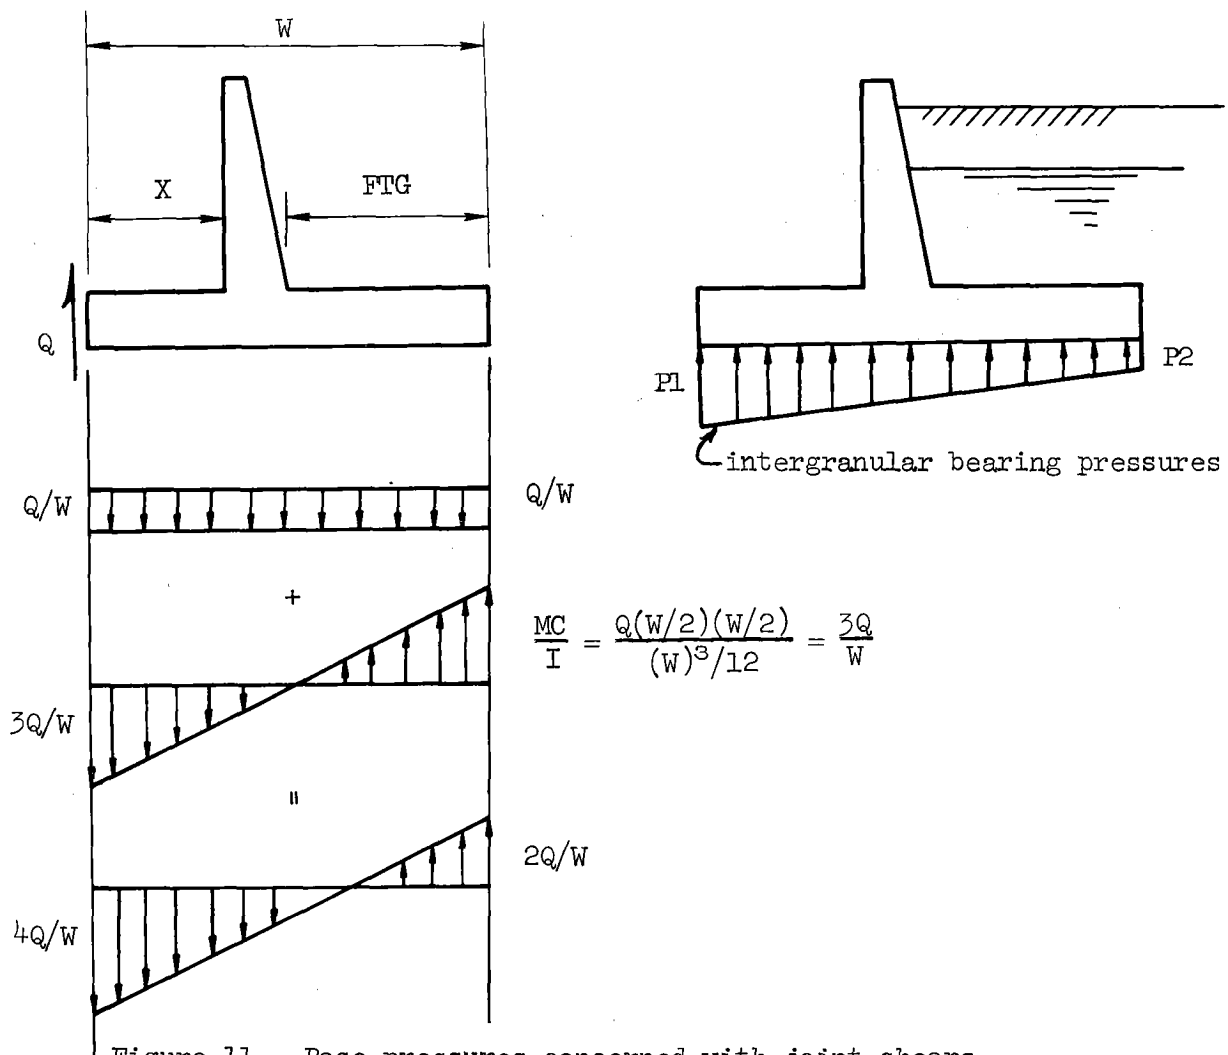 W
X
FTG
Q
P1
P2
intergranular bearing pressures
Q/W
Q/W
+
MC/I = Q(W/2)(W/2)/(W)³/12 = 3Q/W
3Q/W
=
2Q/W
4Q/W
Figure 11. Base pressures concerned with joint shears